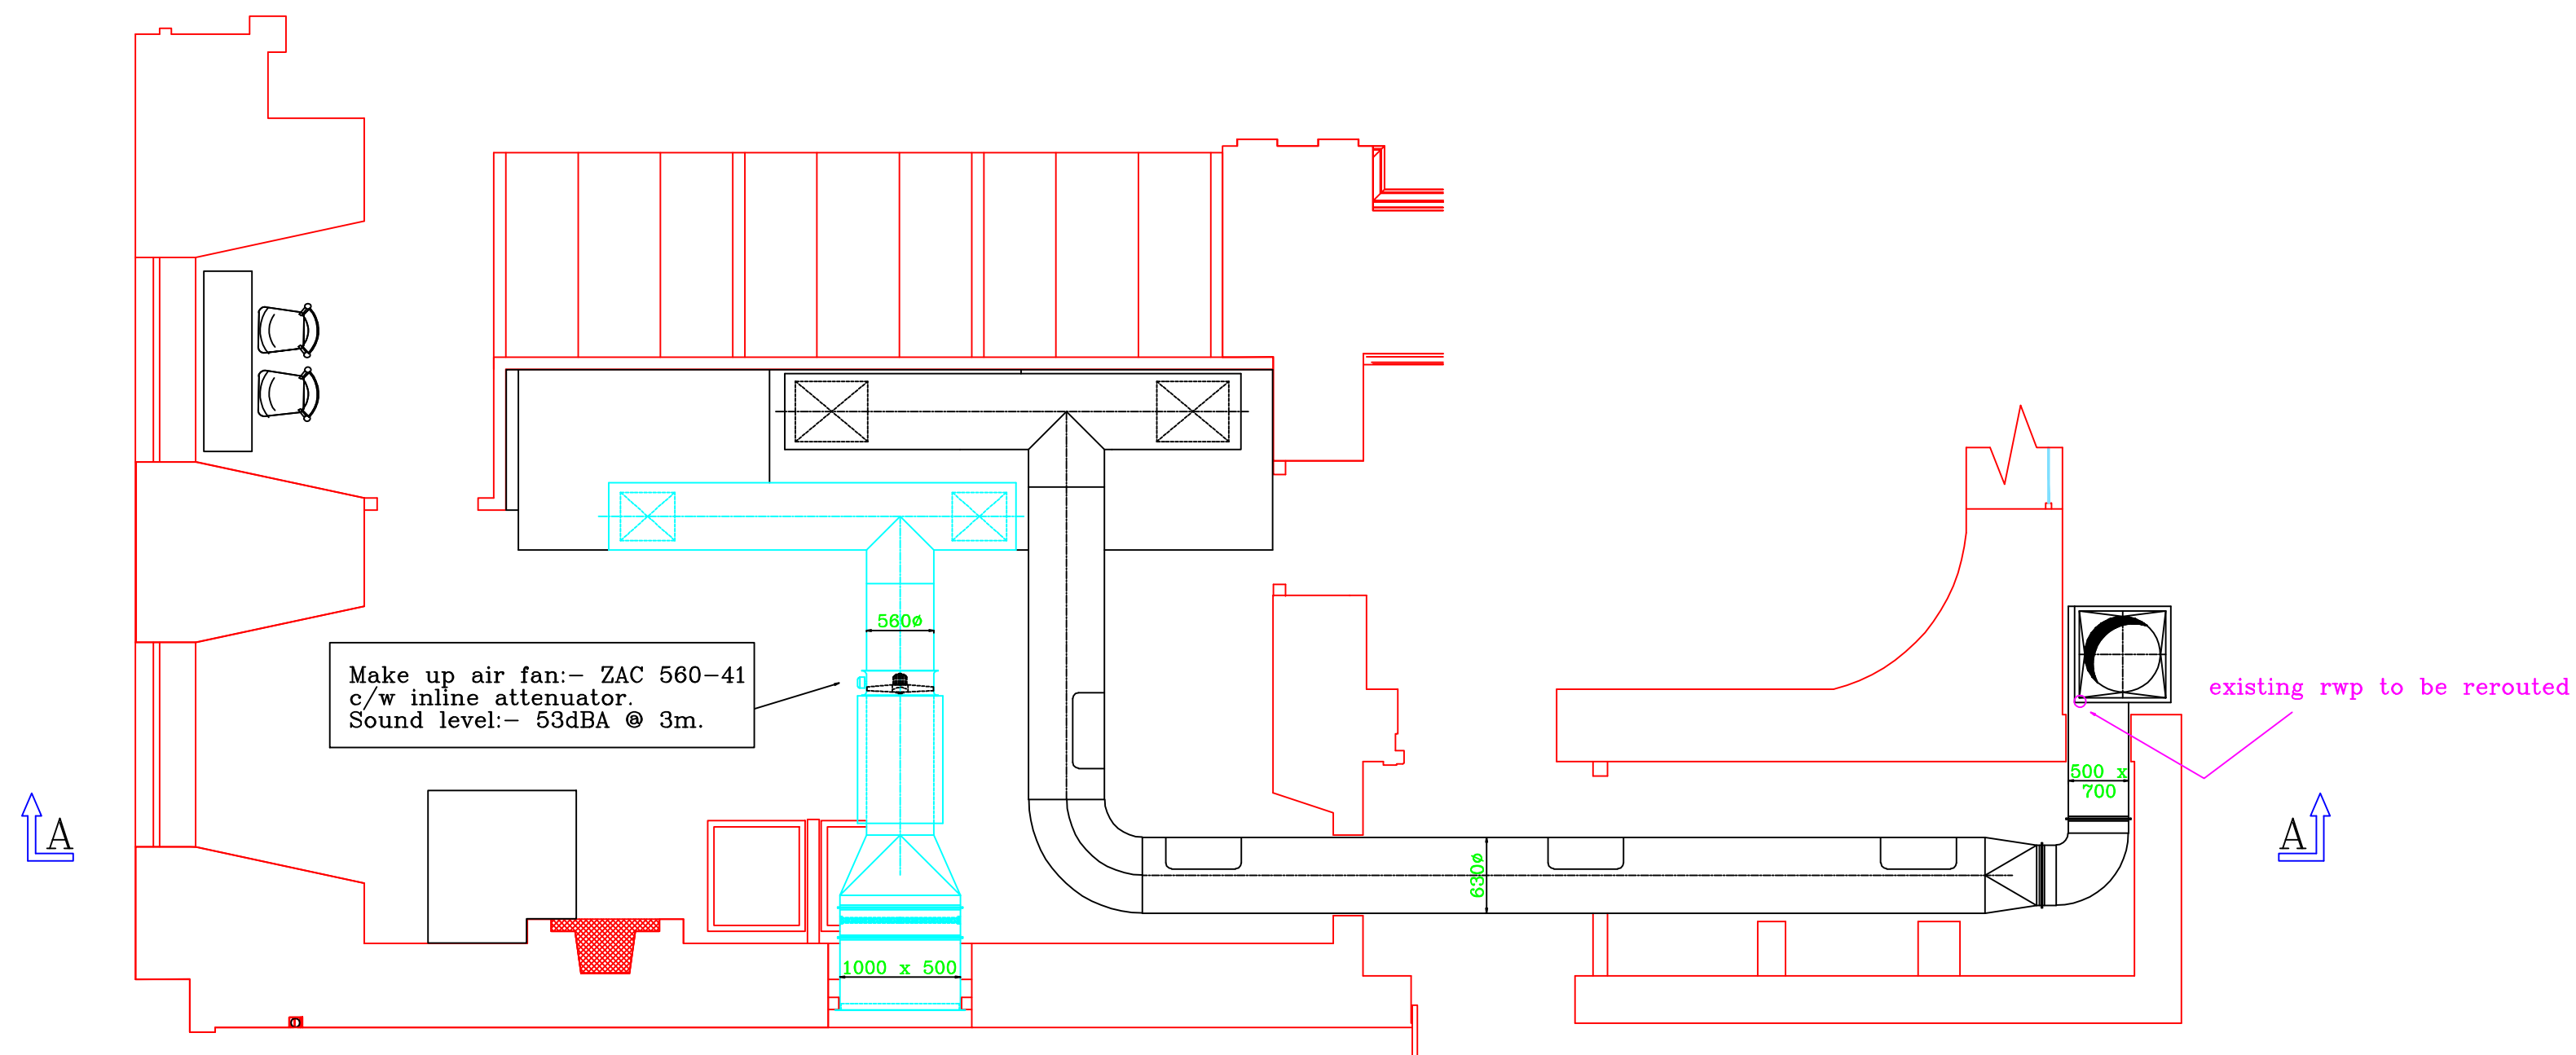 560ø
Make up air fan:- ZAC 560-41
c/w inline attenuator.
Sound level:- 53dBA @ 3m.
existing rwp to be rerouted
500 x
700
A
A
630ø
1000 x 500